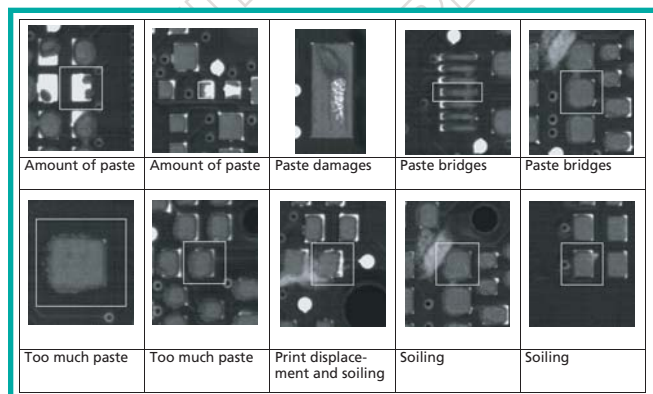 Amount of paste
Amount of paste
Paste damages
Paste bridges
Paste bridges
Too much paste
Too much paste
Print displace-
ment and soiling
Soiling
Soiling